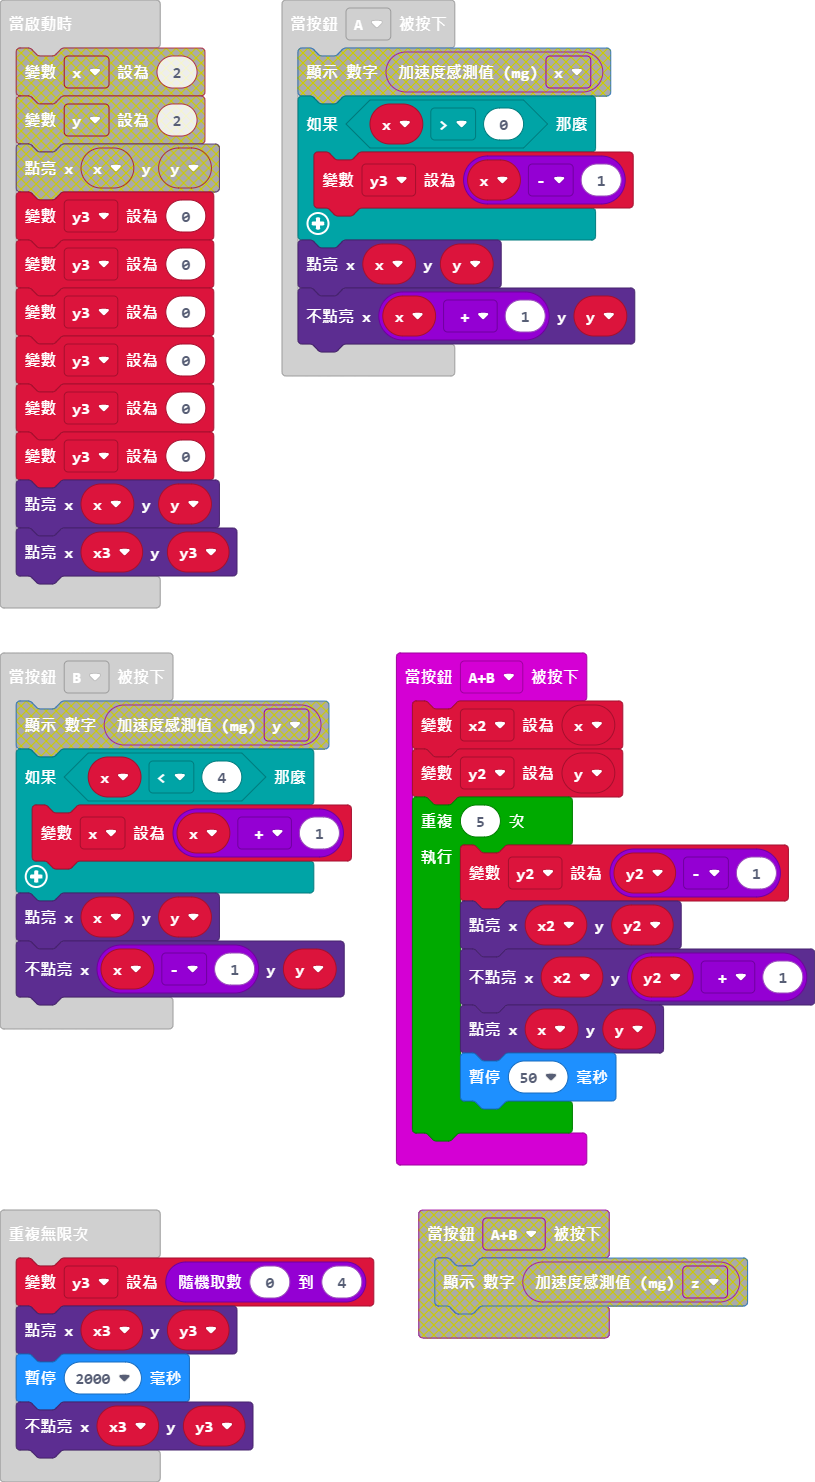 當啟動時
變數 x 設為 2
變數 y 設為 2
點亮 x x y y
變數 y3 設為 0
變數 y3 設為 0
變數 y3 設為 0
變數 y3 設為 0
變數 y3 設為 0
變數 y3 設為 0
點亮 x x y y
點亮 x x3 y y3
當按鈕 A 被按下
顯示 數字 加速度感測值 (mg) x
如果 x > 0 那麼
變數 y3 設為 x - 1
點亮 x x y y
不點亮 x x + 1 y y
當按鈕 B 被按下
顯示 數字 加速度感測值 (mg) y
如果 x < 4 那麼
變數 x 設為 x + 1
點亮 x x y y
不點亮 x x - 1 y y
當按鈕 A+B 被按下
變數 x2 設為 x
變數 y2 設為 y
重複 5 次
執行
變數 y2 設為 y2 - 1
點亮 x x2 y y2
不點亮 x x2 y y2 + 1
點亮 x x y y
暫停 50 毫秒
重複無限次
變數 y3 設為 隨機取數 0 到 4
點亮 x x3 y y3
暫停 2000 毫秒
不點亮 x x3 y y3
當按鈕 A+B 被按下
顯示 數字 加速度感測值 (mg) z